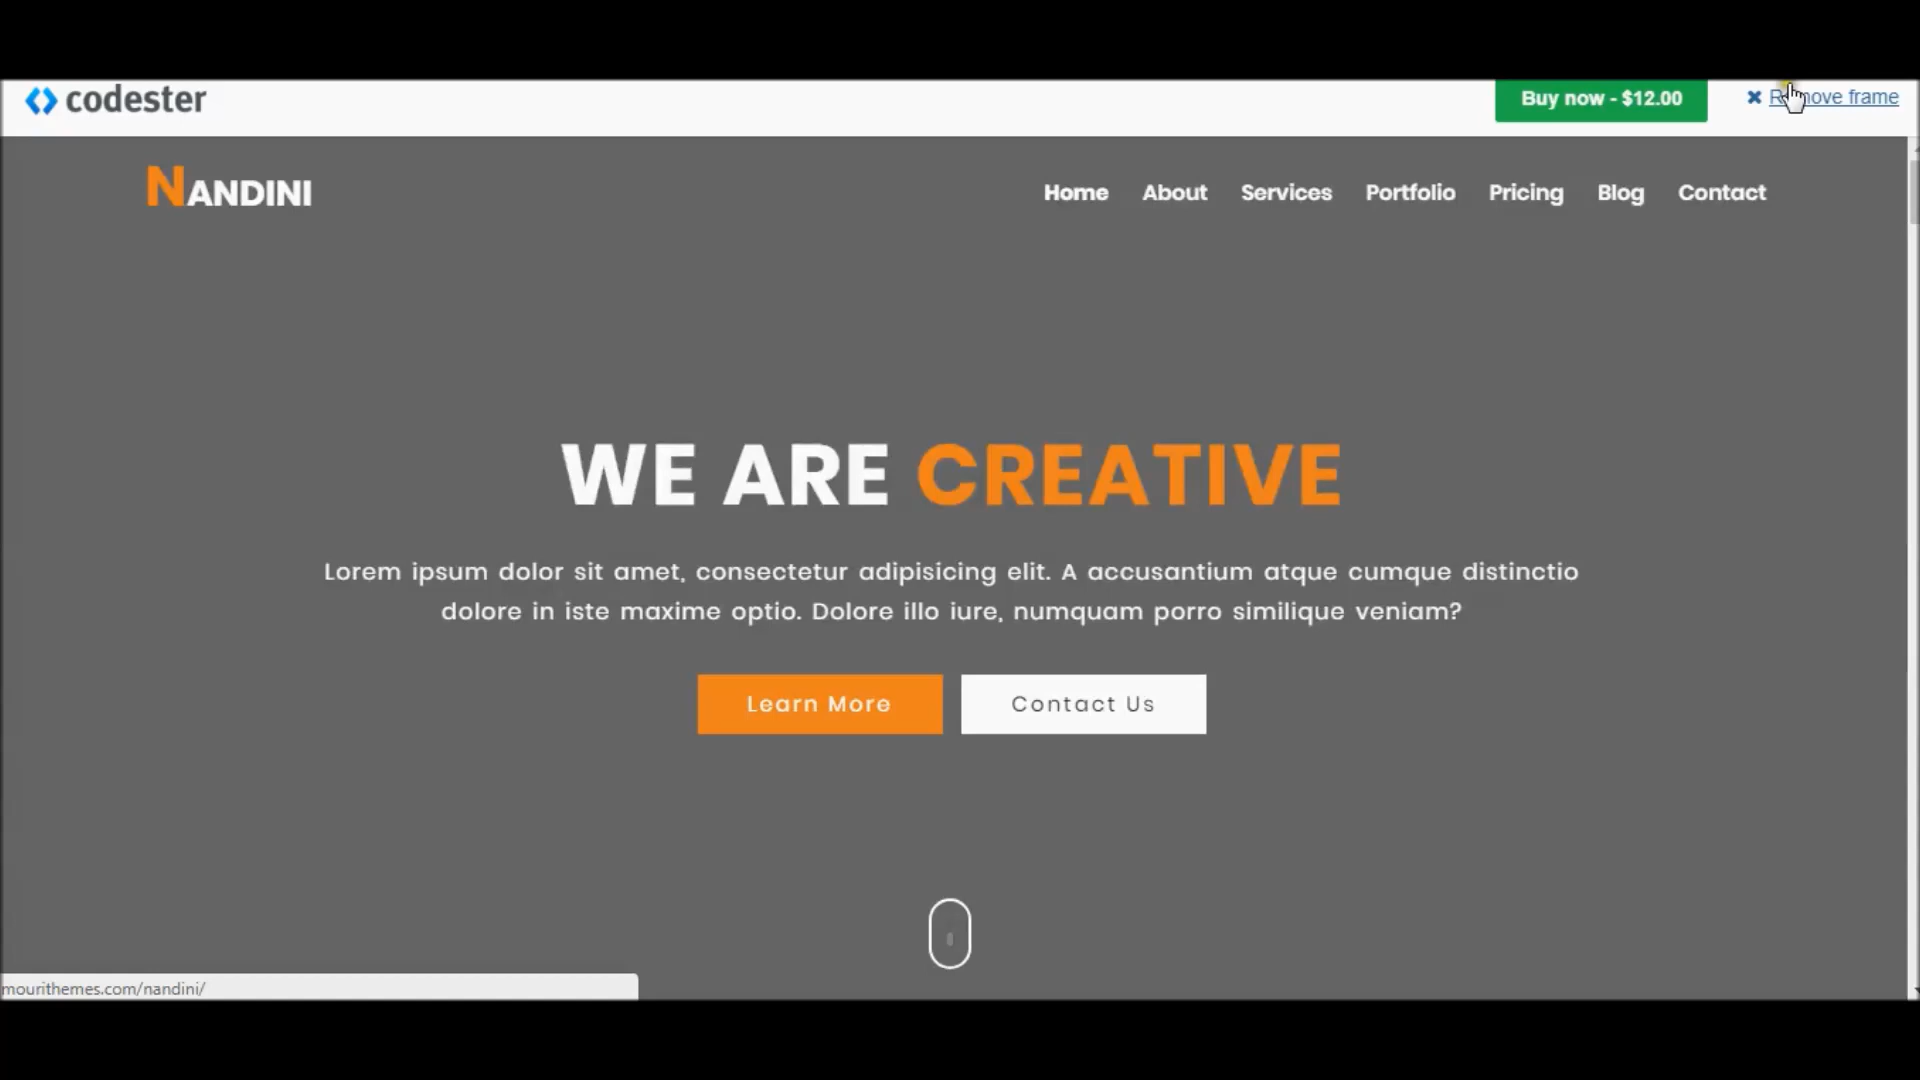 codester
Buy now - $12.00
Remove frame
NANDINI
Home About Services Portfolio Pricing Blog Contact
WE ARE CREATIVE
Lorem ipsum dolor sit amet, consectetur adipisicing elit. A accusantium atque cumque distinctio
dolore in iste maxime optio. Dolore illo iure, numquam porro similique veniam?
Learn More
Contact Us
mourithemes.com/nandini/